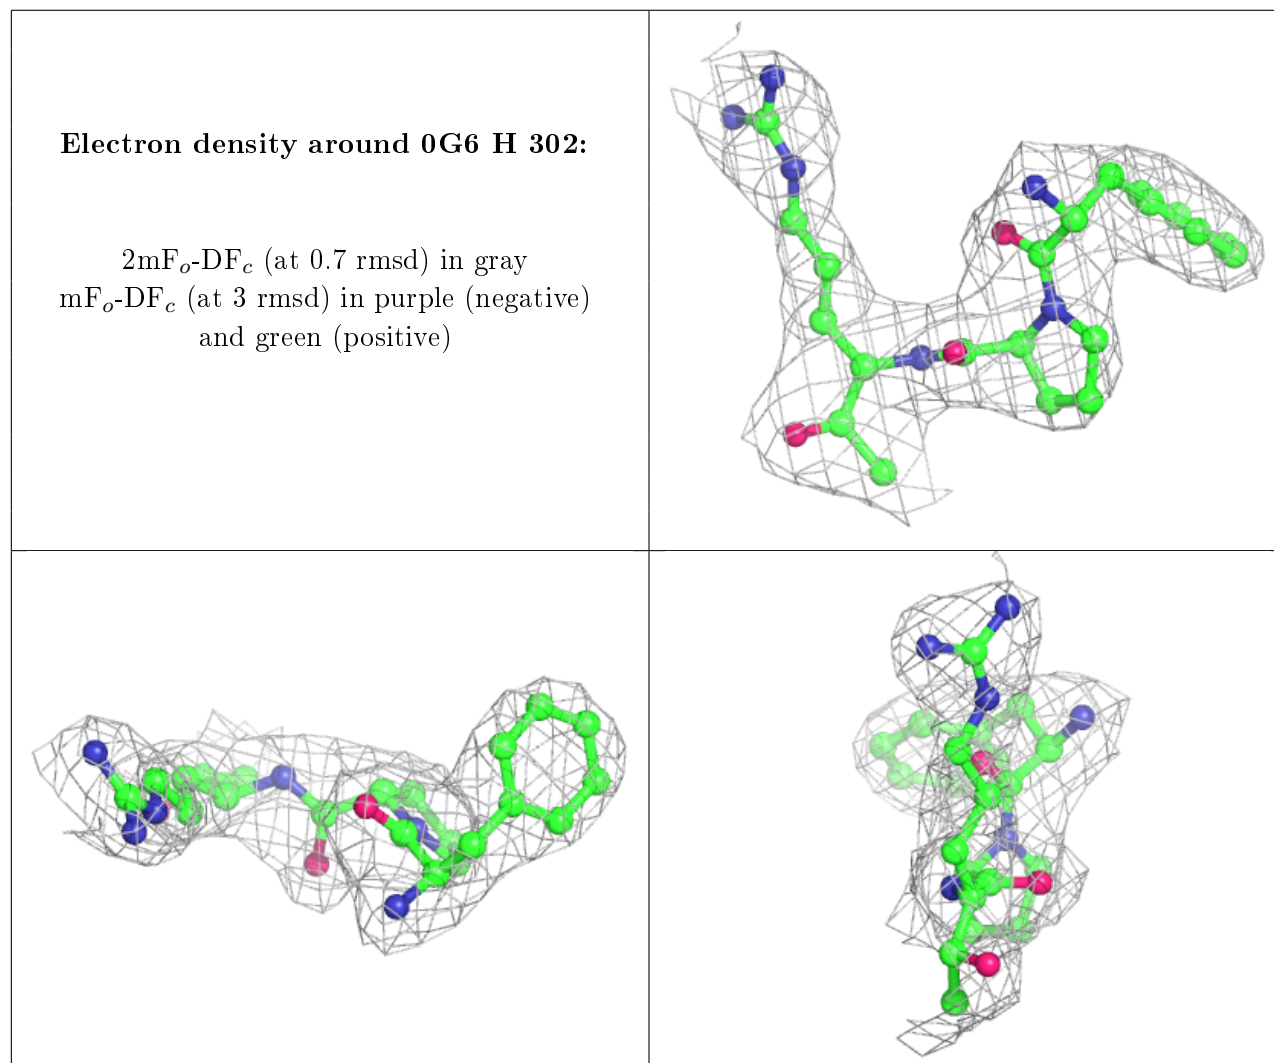 Electron density around 0G6 H 302:
2mFo-DFc (at 0.7 rmsd) in gray
mFo-DFc (at 3 rmsd) in purple (negative)
and green (positive)